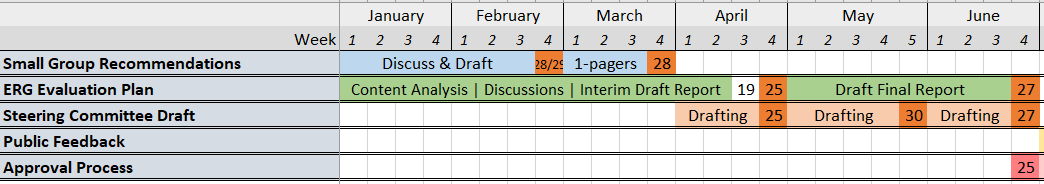 January February March April May June
Week 1 2 3 4 1 2 3 4 1 2 3 4 1 2 3 4 1 2 3 4 5 1 2 3 4
Small Group Recommendations Discuss & Draft 28/29 1-pagers 28
ERG Evaluation Plan Content Analysis | Discussions | Interim Draft Report 19 25 Draft Final Report 27
Steering Committee Draft Drafting 25 Drafting 30 Drafting 27
Public Feedback
Approval Process 25